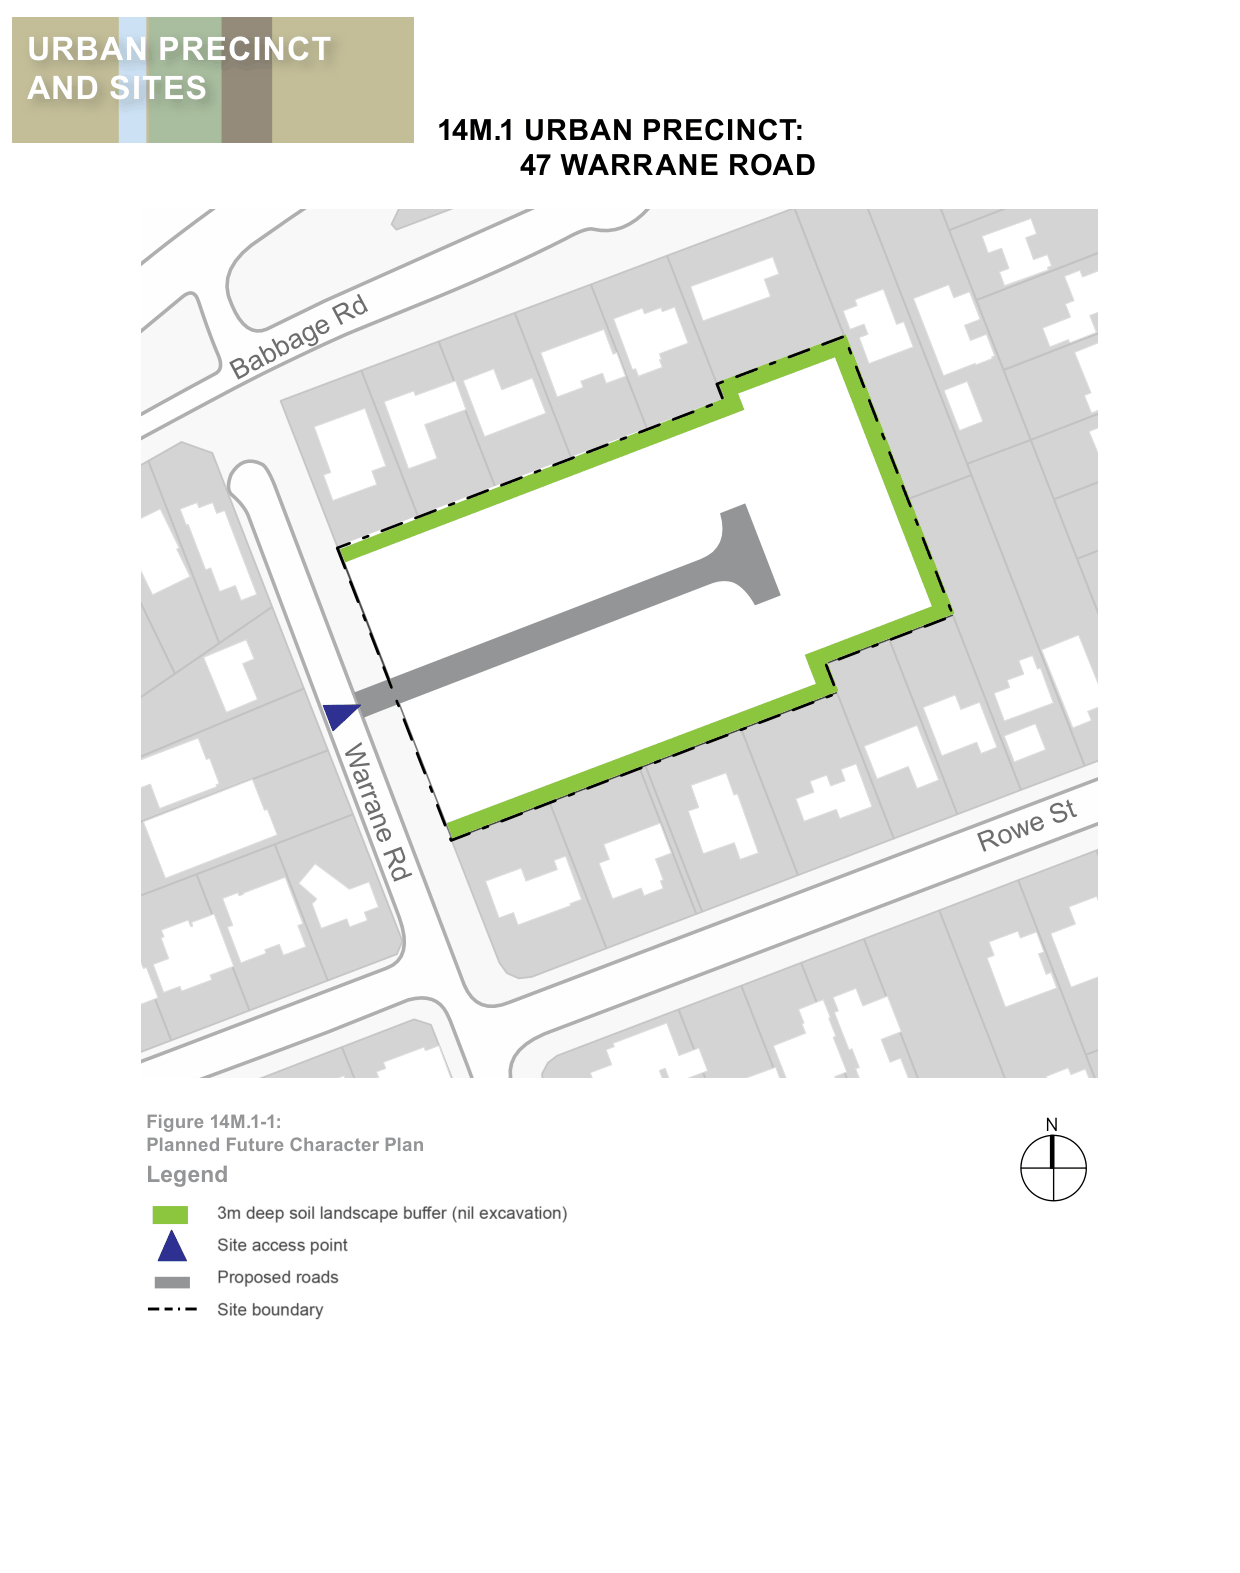 URBAN PRECINCT
AND SITES
14M.1 URBAN PRECINCT:
47 WARRANE ROAD
Babbage Rd
Warrane Rd
Rowe St
Figure 14M.1-1:
Planned Future Character Plan
Legend
N
3m deep soil landscape buffer (nil excavation)
Site access point
Proposed roads
Site boundary